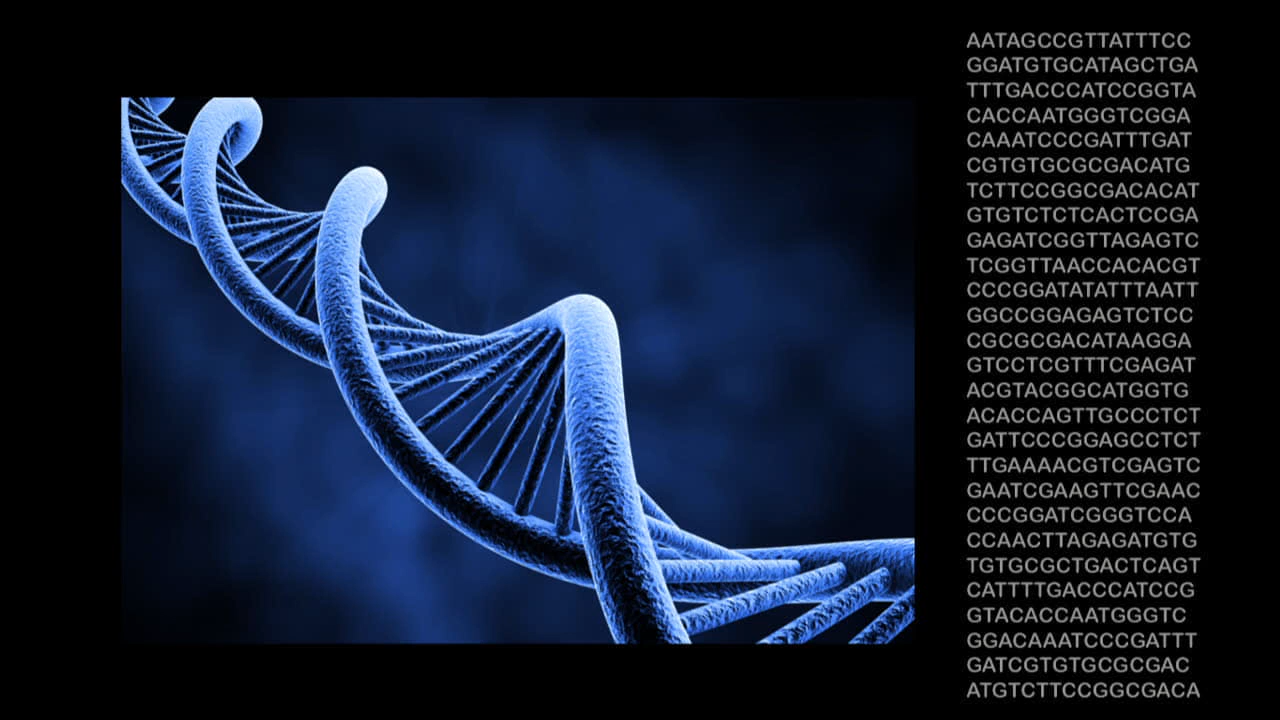 AATAGCCGTTATTTCC
GGATGTGCATAGCTGA
TTTGACCCATCCGGTA
CACCAATGGGTCGGA
CAAATCCCGATTTGAT
CGTGTGCGCGACATG
TCTTCCGGCGACACAT
GTGTCTCTCACTCCGA
GAGATCGGTTAGAGTC
TCGGTTAACCACACGT
CCCGGATATATTTAATT
GGCCGGAGAGTCTCC
CGCGCGACATAAGGA
GTCCTCGTTTCGAGAT
ACGTACGGCATGGTG
ACACCAGTTGCCCTCT
GATTCCCGGAGCCTCT
TTGAAAACGTCGAGTC
GAATCGAAGTTCGAAC
CCCGGATCGGGTCCA
CCAACTTAGAGATGTG
TGTGCGCTGACTCAGT
CATTTTGACCCATCCG
GTACACCAATGGGTC
GGACAAATCCCGATTT
GATCGTGTGCGCGAC
ATGTCTTCCGGCGACA